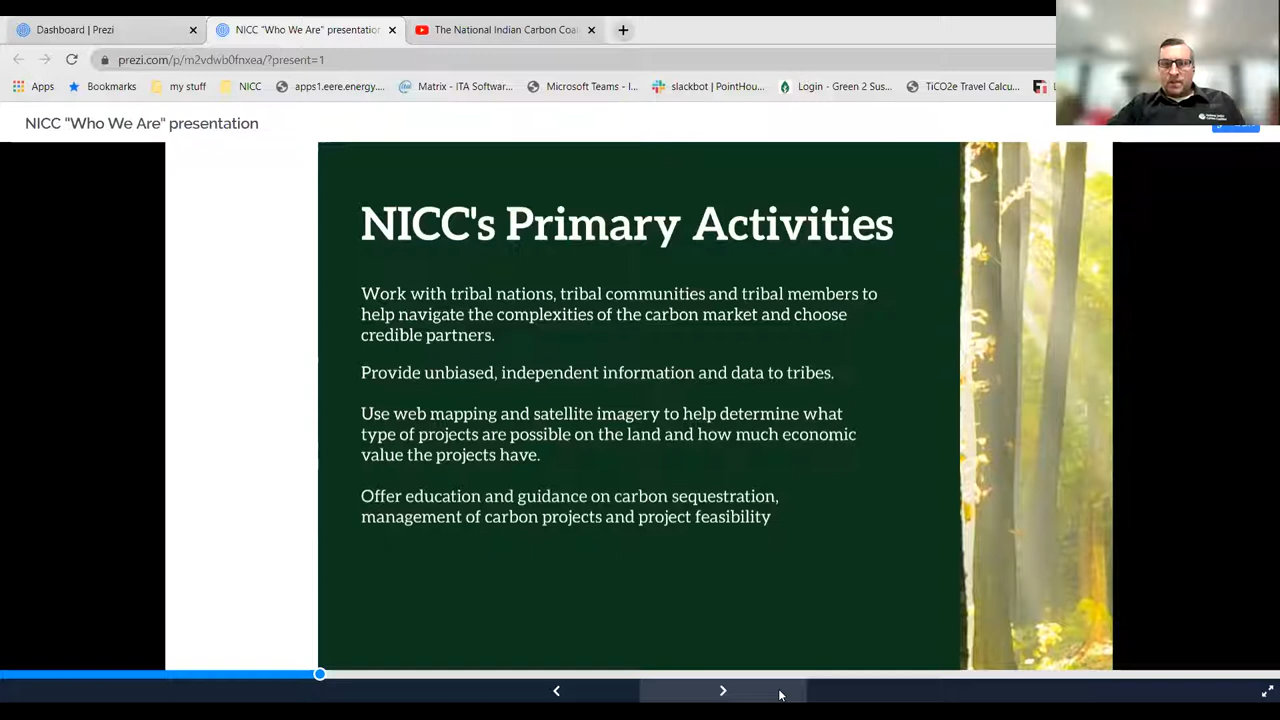 Dashboard | Prezi
NICC "Who We Are" presentation
The National Indian Carbon Coal
prezi.com/p/m2vdwb0fnxea/?present=1
Apps
Bookmarks
my stuff
NICC
apps1.eere.energy....
Matrix - ITA Softwar...
Microsoft Teams - I...
slackbot | PointHou...
Login - Green 2 Sus...
TiCO2e Travel Calcu...
NICC "Who We Are" presentation
NICC's Primary Activities
Work with tribal nations, tribal communities and tribal members to
help navigate the complexities of the carbon market and choose
credible partners.
Provide unbiased, independent information and data to tribes.
Use web mapping and satellite imagery to help determine what
type of projects are possible on the land and how much economic
value the projects have.
Offer education and guidance on carbon sequestration,
management of carbon projects and project feasibility